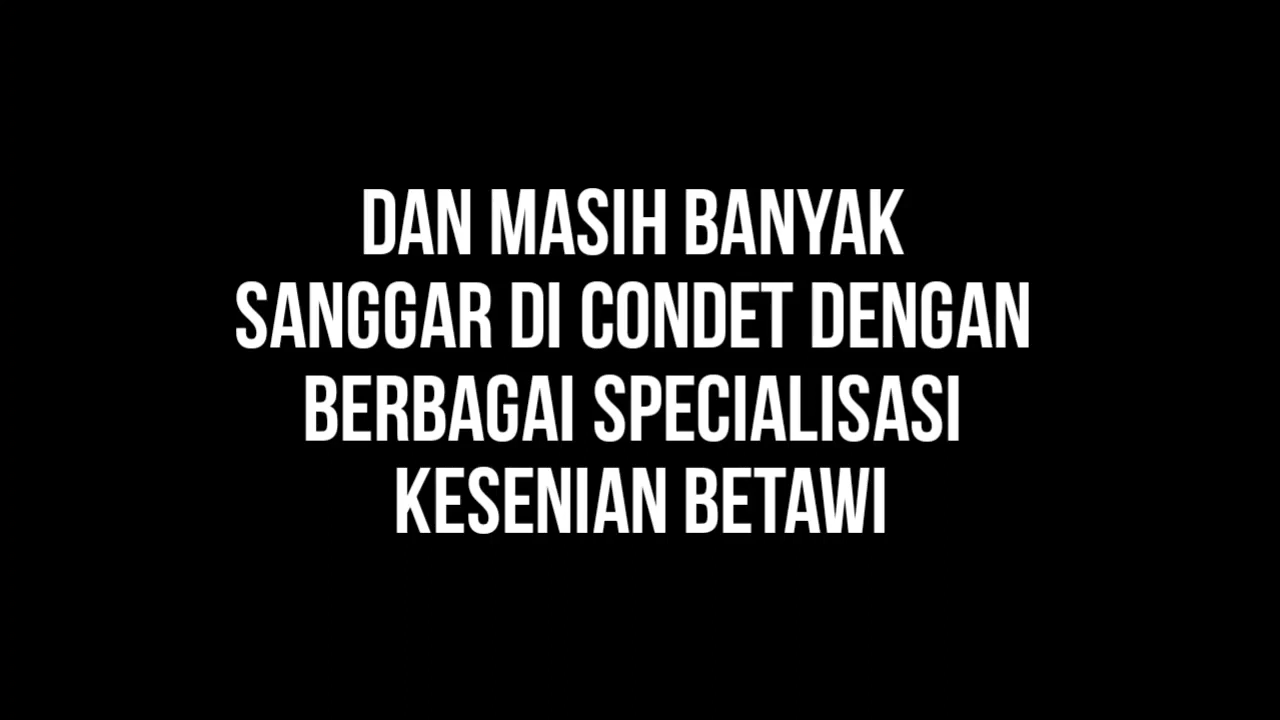 DAN MASIH BANYAK
SANGGAR DI CONDET DENGAN
BERBAGAI SPECIALISASI
KESENIAN BETAWI